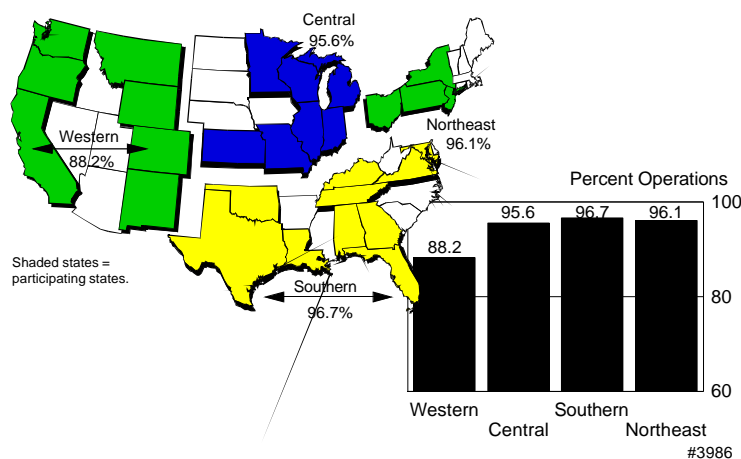 Central
95.6%
Western
88.2%
Northeast
96.1%
Shaded states =
participating states.
Southern
96.7%
Percent Operations
100
80
60
88.2
95.6
96.7
96.1
Western
Central
Southern
Northeast
#3986